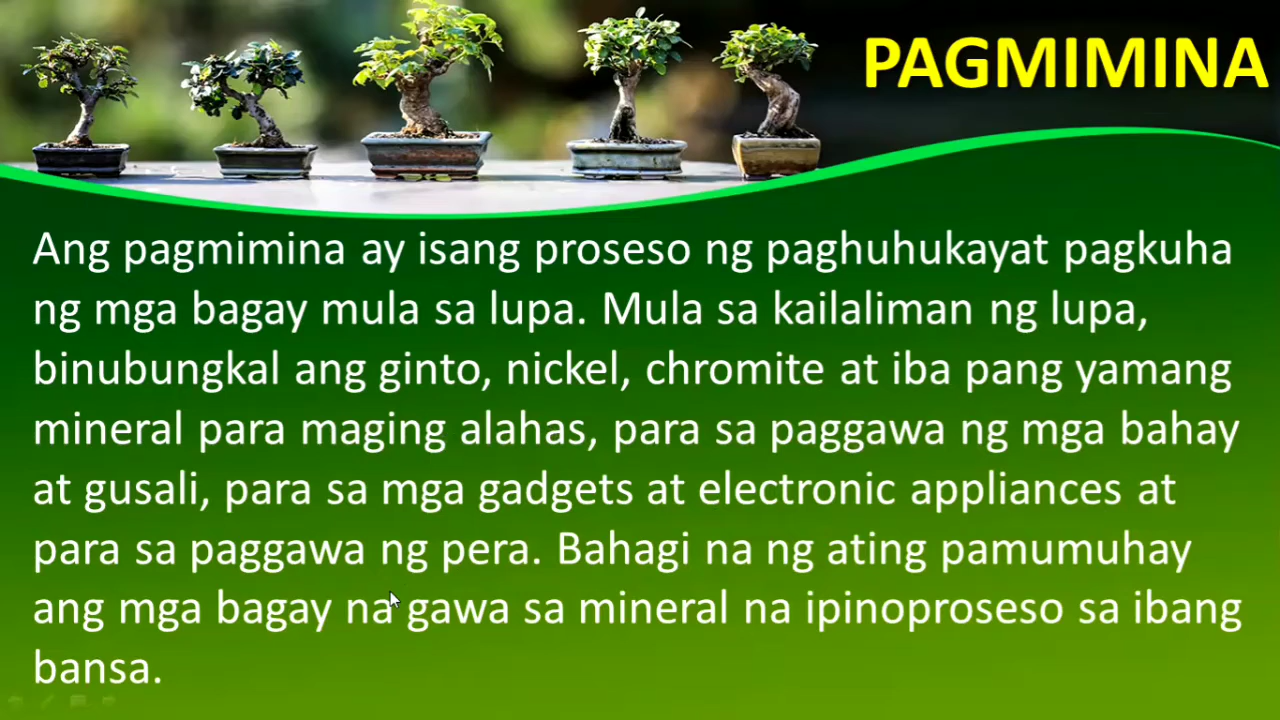 PAGMIMINA
Ang pagmimina ay isang proseso ng paghuhukayat pagkuha
ng mga bagay mula sa lupa. Mula sa kailaliman ng lupa,
binubungkal ang ginto, nickel, chromite at iba pang yamang
mineral para maging alahas, para sa paggawa ng mga bahay
at gusali, para sa mga gadgets at electronic appliances at
para sa paggawa ng pera. Bahagi na ng ating pamumuhay
ang mga bagay na gawa sa mineral na ipinoproseso sa ibang
bansa.